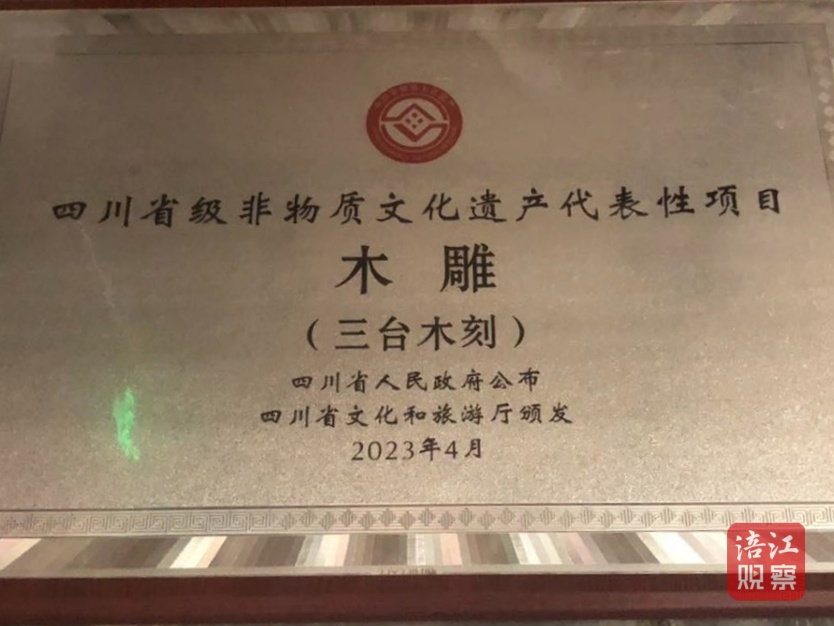 四川省级非物质文化遗产代表性项目
木雕
（三台木刻）
四川省人民政府公布
四川省文化和旅游厅颁发
2023年4月
涪江
观察